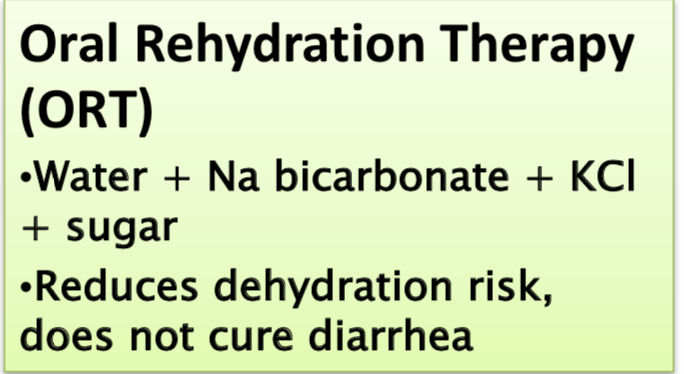 Oral Rehydration Therapy
(ORT)
•Water + Na bicarbonate + KCl
+ sugar
•Reduces dehydration risk,
does not cure diarrhea